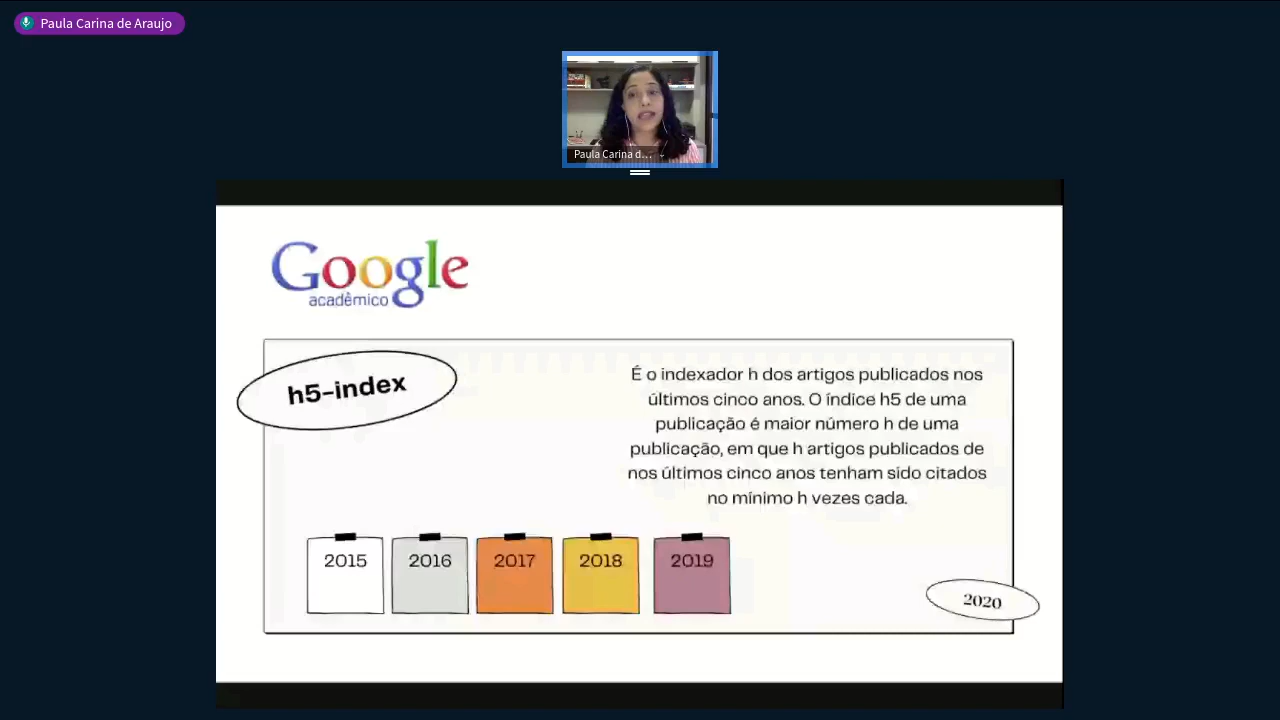 Paula Carina de Araujo
Paula Carina d...
Google
acadêmico
h5-index
É o indexador h dos artigos publicados nos
últimos cinco anos. O índice h5 de uma
publicação é maior número h de uma
publicação, em que h artigos publicados de
nos últimos cinco anos tenham sido citados
no mínimo h vezes cada.
2015 2016 2017 2018 2019
2020